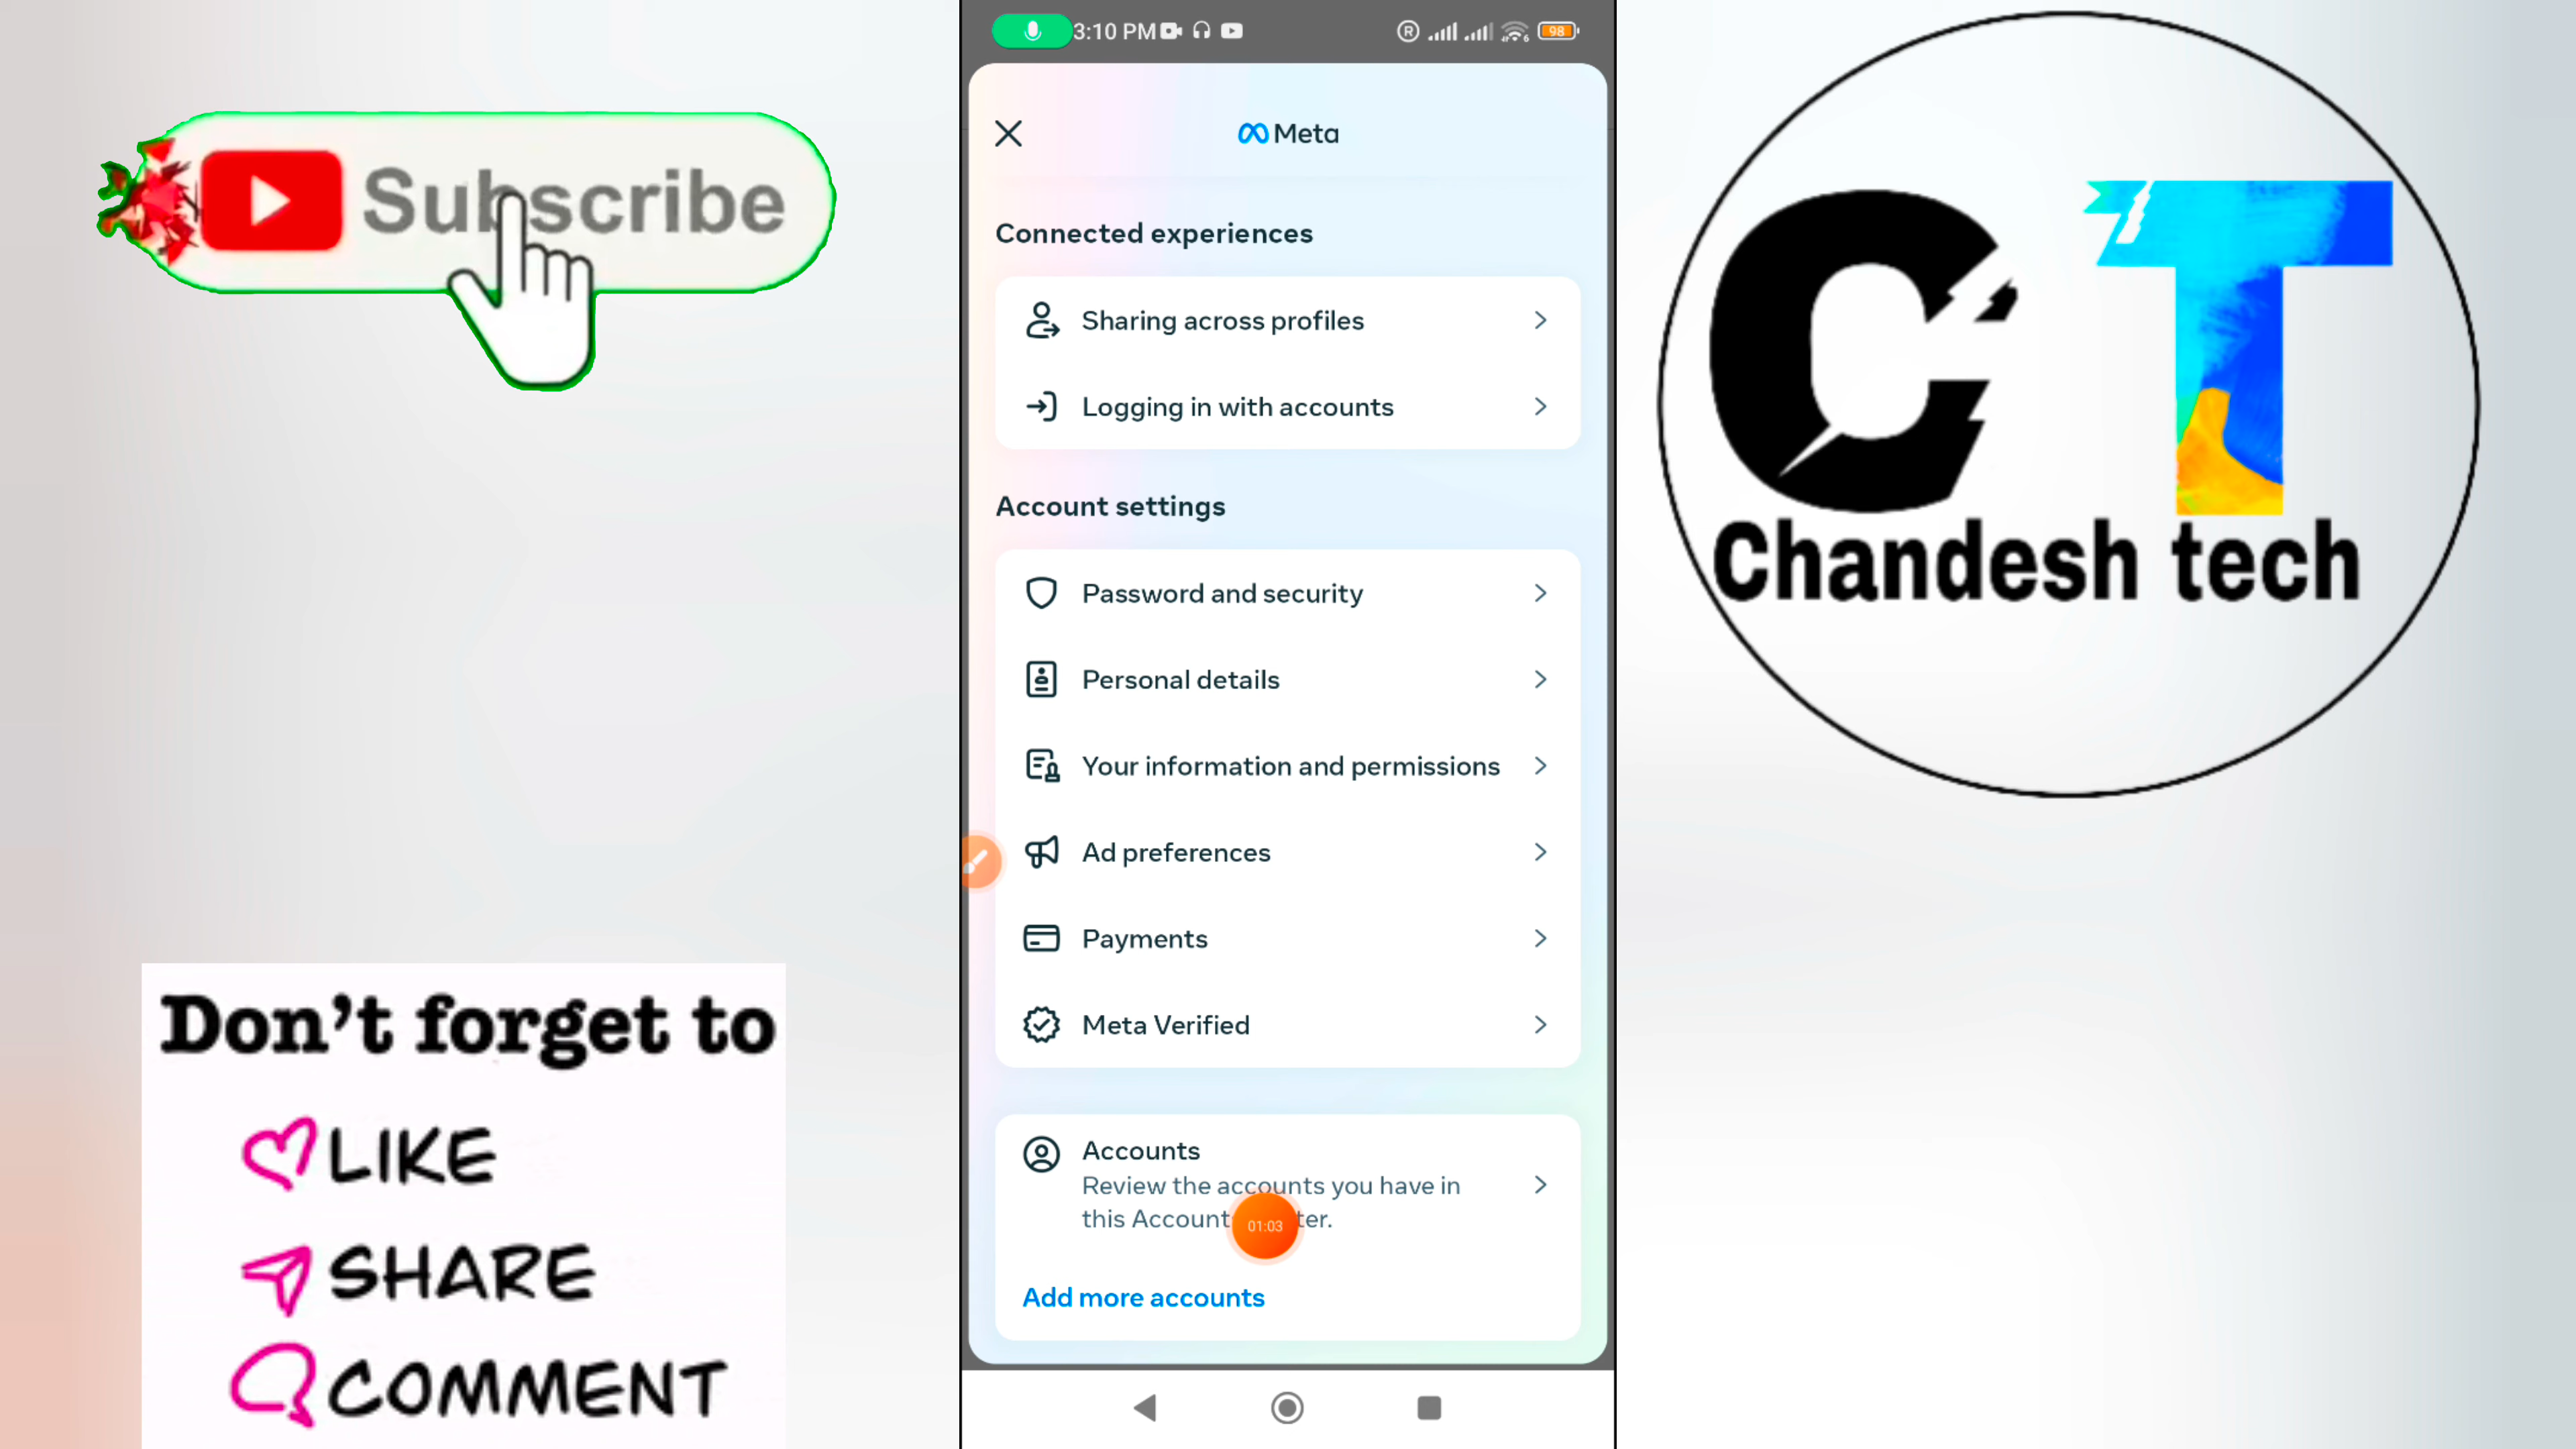 Subscribe
Don't forget to
LIKE
SHARE
COMMENT
3:10 PM
R
98
Meta
Connected experiences
Sharing across profiles
Logging in with accounts
Account settings
Password and security
Personal details
Your information and permissions
Ad preferences
Payments
Meta Verified
Accounts
Review the accounts you have in
this
01:03
Add more accounts
CT
Chandesh tech